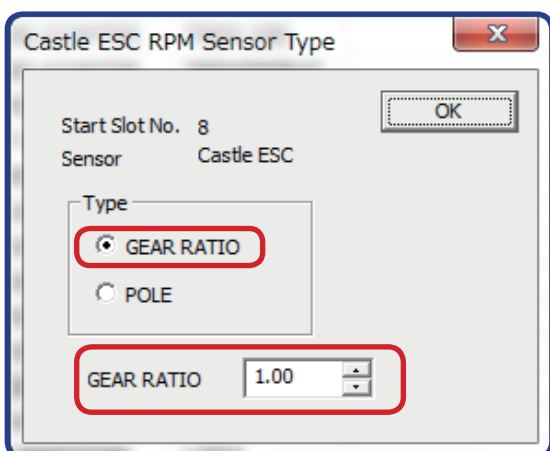 Castle ESC RPM Sensor Type
OK
Start Slot No. 8
Sensor Castle ESC
Type
GEAR RATIO
POLE
GEAR RATIO 1.00